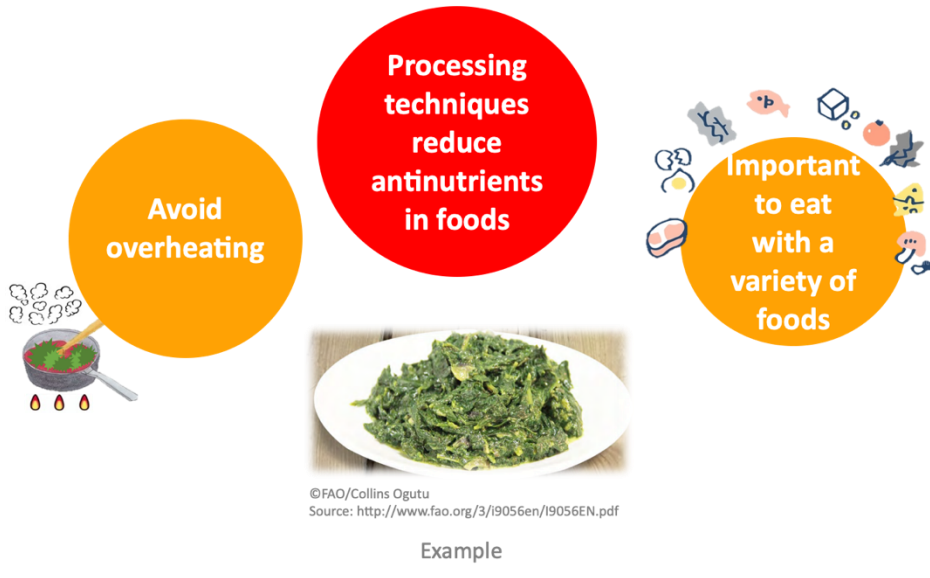 Avoid
overheating
Processing
techniques
reduce
antinutrients
in foods
Important
to eat
with a
variety of
foods
©FAO/Collins Ogutu
Source: http://www.fao.org/3/i9056en/I9056EN.pdf
Example